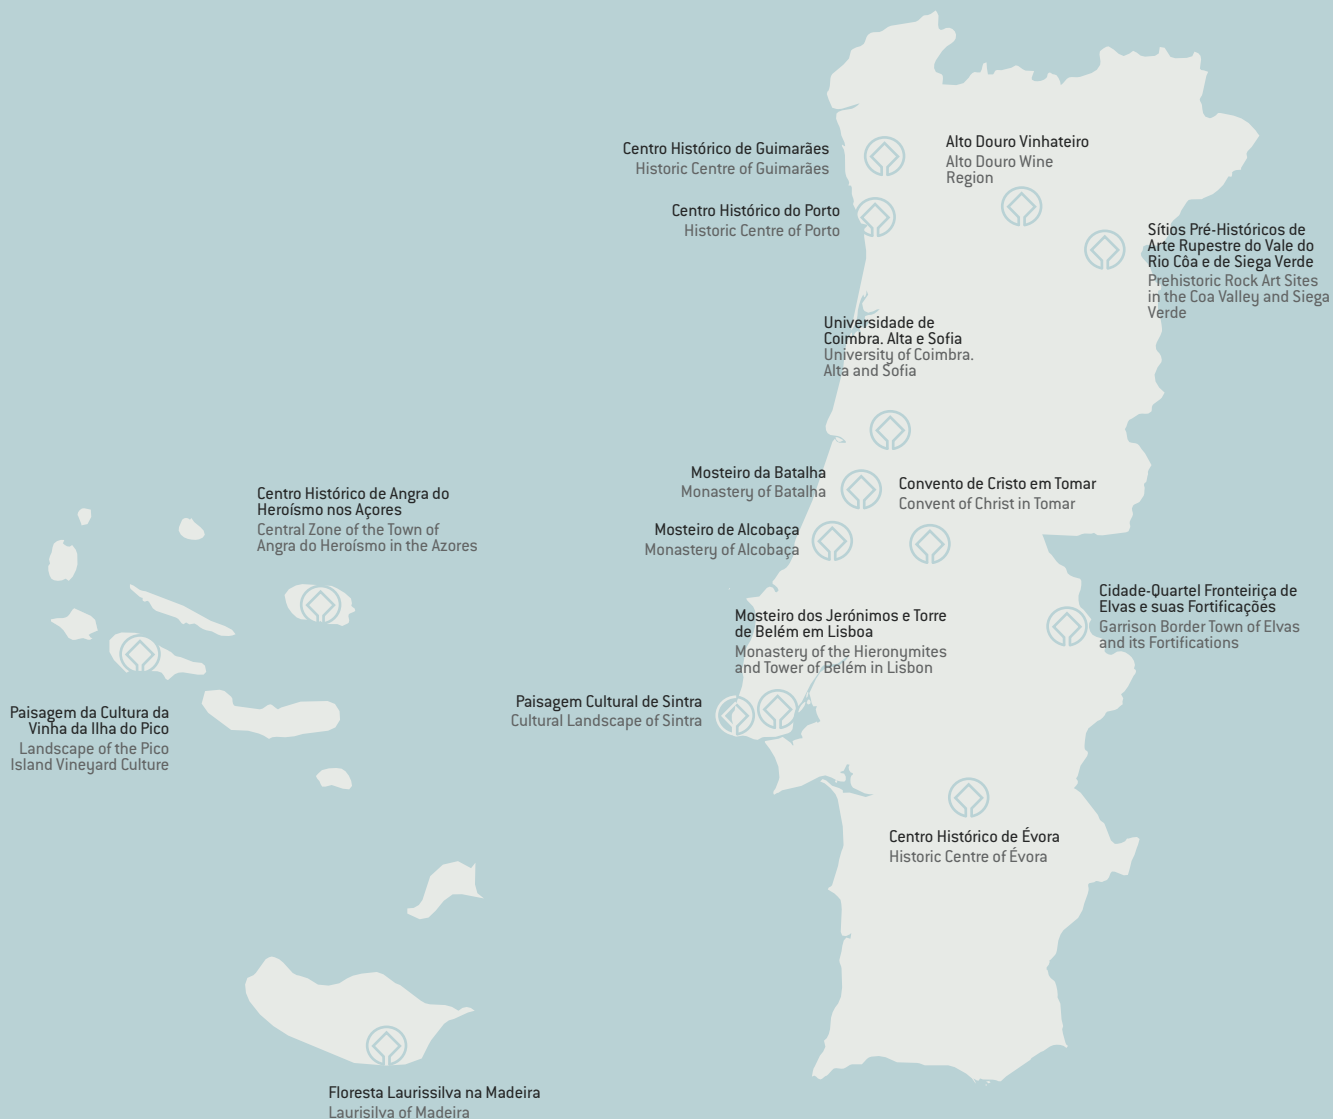 Centro Histórico de Guimarães
Historic Centre of Guimarães
Alto Douro Vinhateiro
Alto Douro Wine
Region
Centro Histórico do Porto
Historic Centre of Porto
Sítios Pré-Históricos de
Arte Rupestre do Vale do
Rio Côa e de Siega Verde
Prehistoric Rock Art Sites
in the Coa Valley and Siega
Verde
Universidade de
Coimbra. Alta e Sofia
University of Coimbra.
Alta and Sofia
Mosteiro da Batalha
Monastery of Batalha
Convento de Cristo em Tomar
Convent of Christ in Tomar
Centro Histórico de Angra do
Heroísmo nos Açores
Central Zone of the Town of
Angra do Heroísmo in the Azores
Mosteiro de Alcobaça
Monastery of Alcobaça
Cidade-Quartel Fronteiriça de
Elvas e suas Fortificações
Garrison Border Town of Elvas
and its Fortifications
Mosteiro dos Jerónimos e Torre
de Belém em Lisboa
Monastery of the Hieronymites
and Tower of Belém in Lisbon
Paisagem Cultural de Sintra
Cultural Landscape of Sintra
Paisagem da Cultura da
Vinha da Ilha do Pico
Landscape of the Pico
Island Vineyard Culture
Centro Histórico de Évora
Historic Centre of Évora
Floresta Laurissilva na Madeira
Laurisilva of Madeira